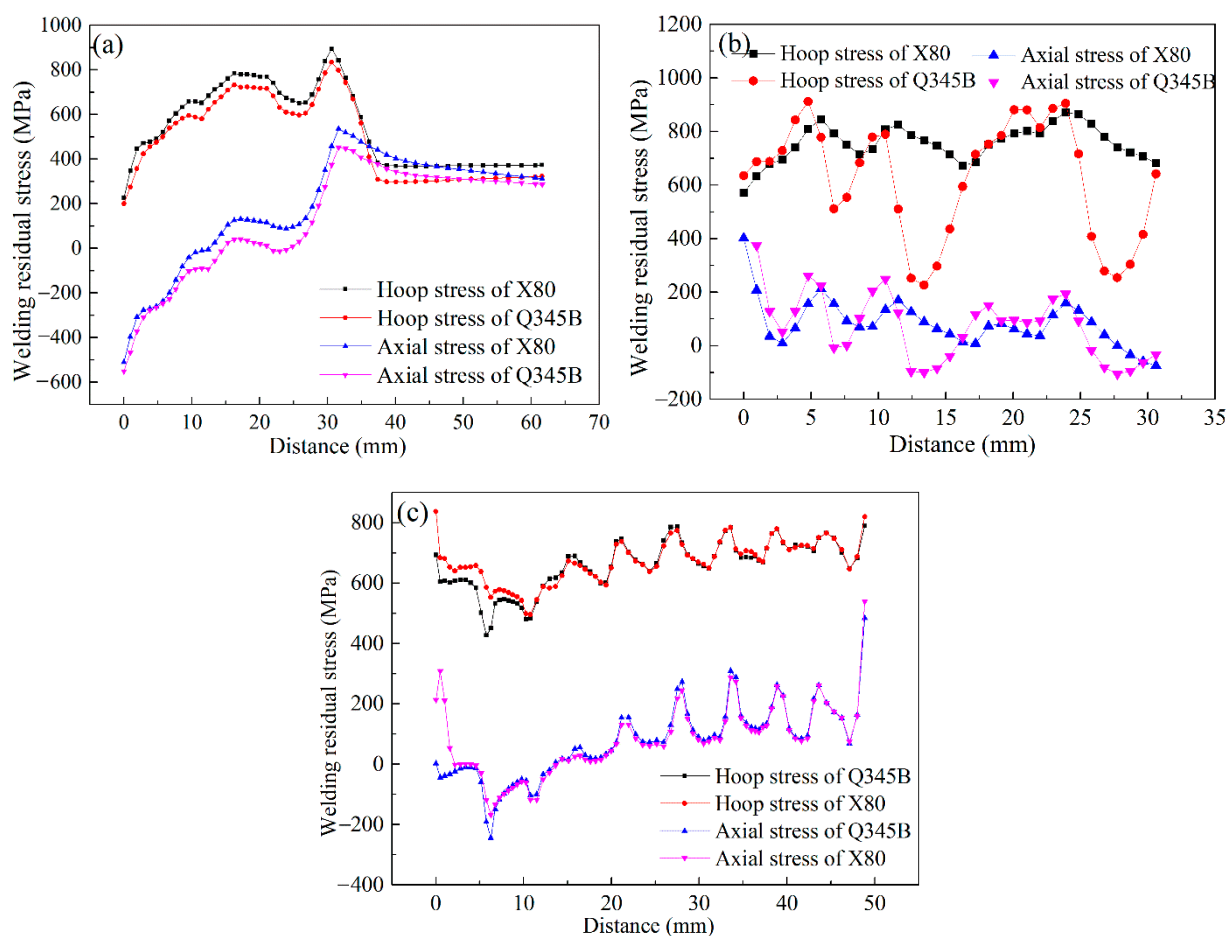 (a)
Welding residual stress (MPa)
1000
800
600
400
200
0
−200
−400
−600
Hoop stress of X80
Hoop stress of Q345B
Axial stress of X80
Axial stress of Q345B
0 10 20 30 40 50 60 70
Distance (mm)
(b)
Welding residual stress (MPa)
1200
1000
800
600
400
200
0
−200
Hoop stress of X80 Axial stress of X80
Hoop stress of Q345B Axial stress of Q345B
0 5 10 15 20 25 30 35
Distance (mm)
(c)
Welding residual stress (MPa)
800
600
400
200
0
−200
−400
Hoop stress of Q345B
Hoop stress of X80
Axial stress of Q345B
Axial stress of X80
0 10 20 30 40 50
Distance (mm)